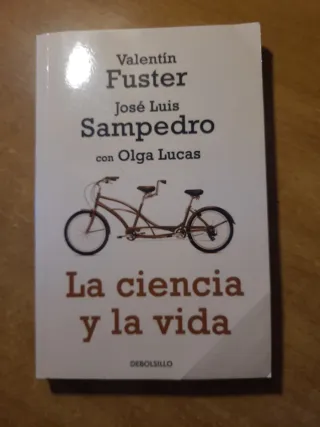 Valentín
Fuster
José Luis
Sampedro
con Olga Lucas
La ciencia
y la vida
DEBOLSILLO